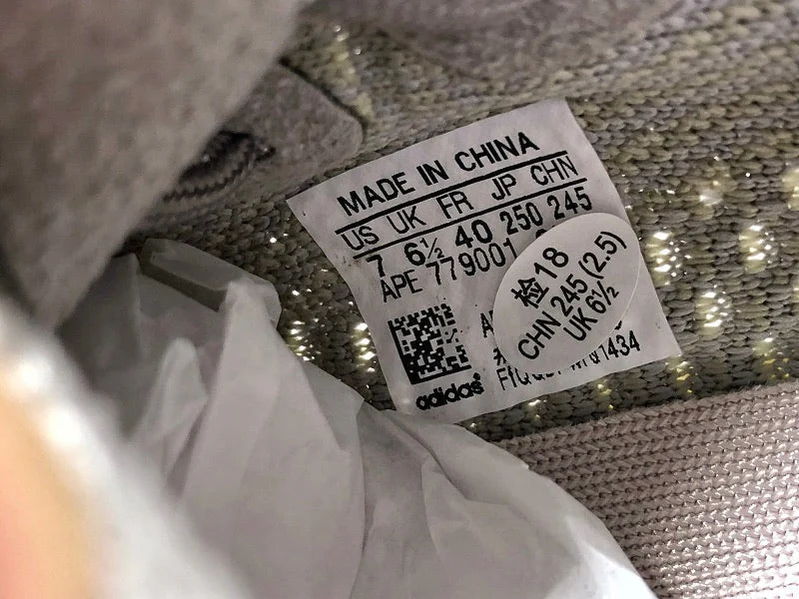 MADE IN CHINA
US UK FR JP CHN
7 6½ 40 250 245
APE 779001
adidas
检18
CHN 245 (2.5)
UK 6½